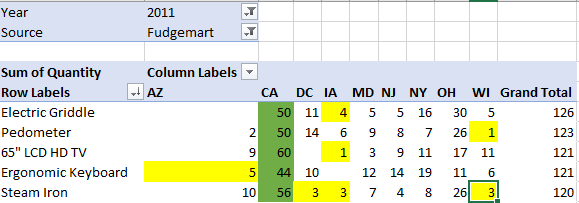 Year 2011
Source Fudgemart
Sum of Quantity Column Labels
Row Labels AZ CA DC IA MD NJ NY OH WI Grand Total
Electric Griddle 50 11 4 5 5 16 30 5 126
Pedometer 2 50 14 6 9 8 7 26 1 123
65" LCD HD TV 9 60 1 3 9 11 17 11 121
Ergonomic Keyboard 5 44 10 12 14 19 11 6 121
Steam Iron 10 56 3 3 7 4 8 26 3 120